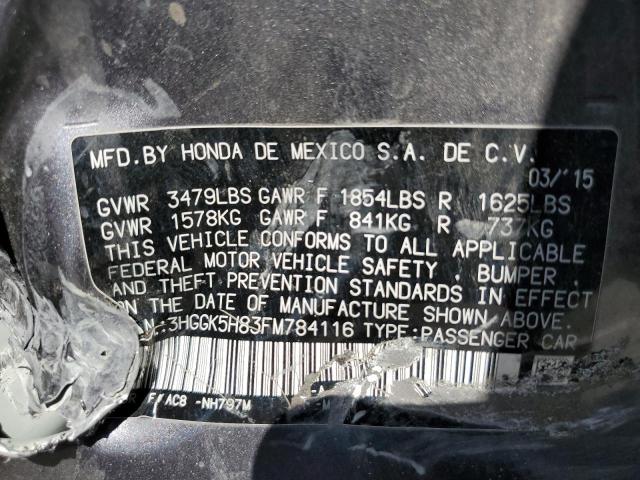 MFD.BY HONDA DE MEXICO S.A. DE C.V.
03/'15
GVWR 3479LBS GAWR F 1854LBS R 1625LBS
GVWR 1578KG GAWR F 841KG R 737KG
THIS VEHICLE CONFORMS TO ALL APPLICABLE
FEDERAL MOTOR VEHICLE SAFETY , BUMPER ,
AND THEFT PREVENTION STANDARDS IN EFFECT
ON THE DATE OF MANUFACTURE SHOWN ABOVE.
3HGGK5H83FM784116 TYPE:PASSENGER CAR
F/AC8 -NH797M